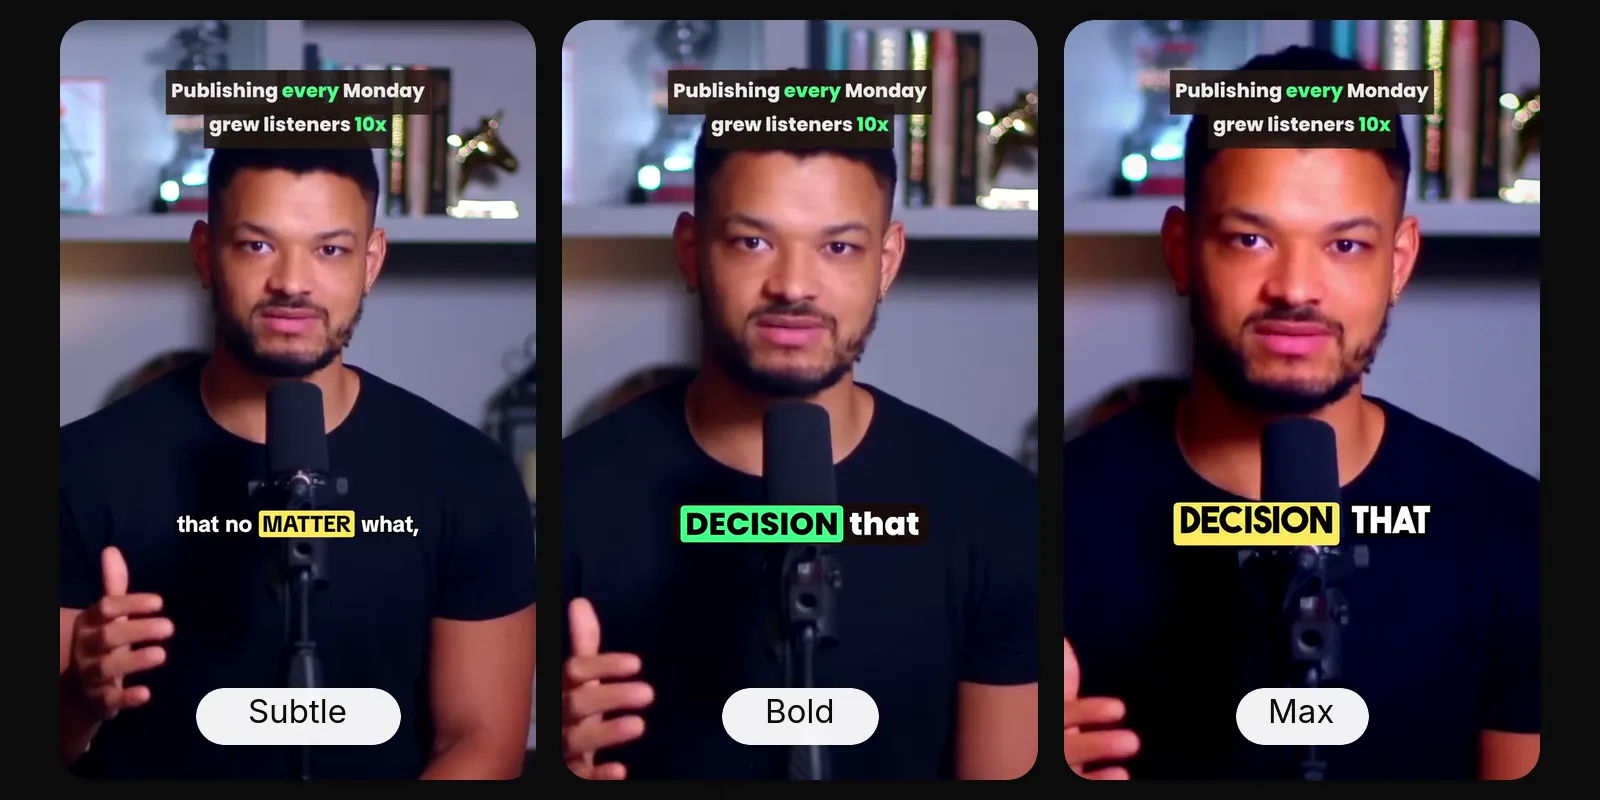 Publishing every Monday
grew listeners 10x
that no MATTER what,
Subtle
Publishing every Monday
grew listeners 10x
DECISION that
Bold
Publishing every Monday
grew listeners 10x
DECISION THAT
Max